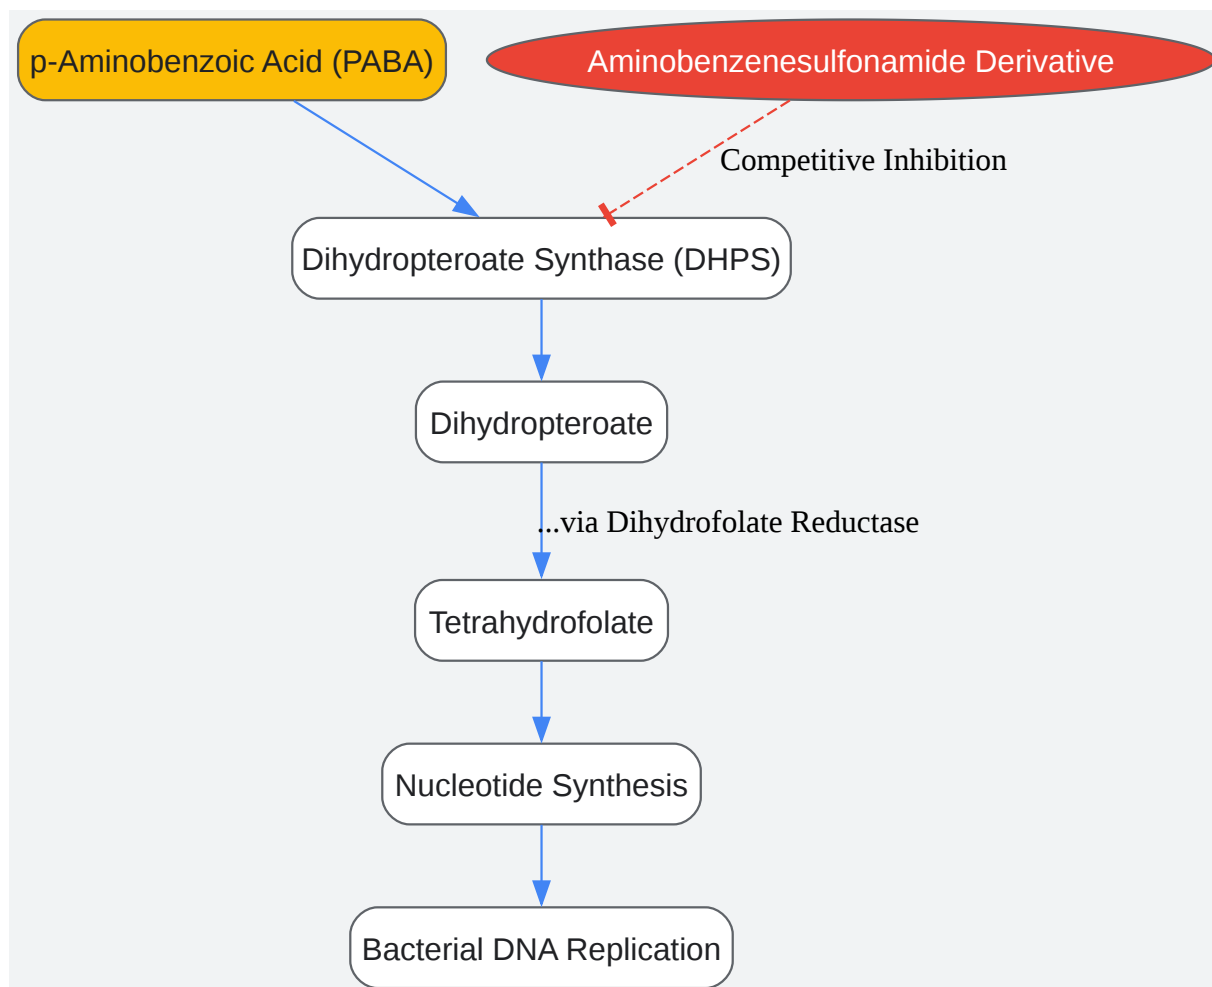 p-Aminobenzoic Acid (PABA)
Aminobenzenesulfonamide Derivative
Competitive Inhibition
Dihydropteroate Synthase (DHPS)
Dihydropteroate
...via Dihydrofolate Reductase
Tetrahydrofolate
Nucleotide Synthesis
Bacterial DNA Replication